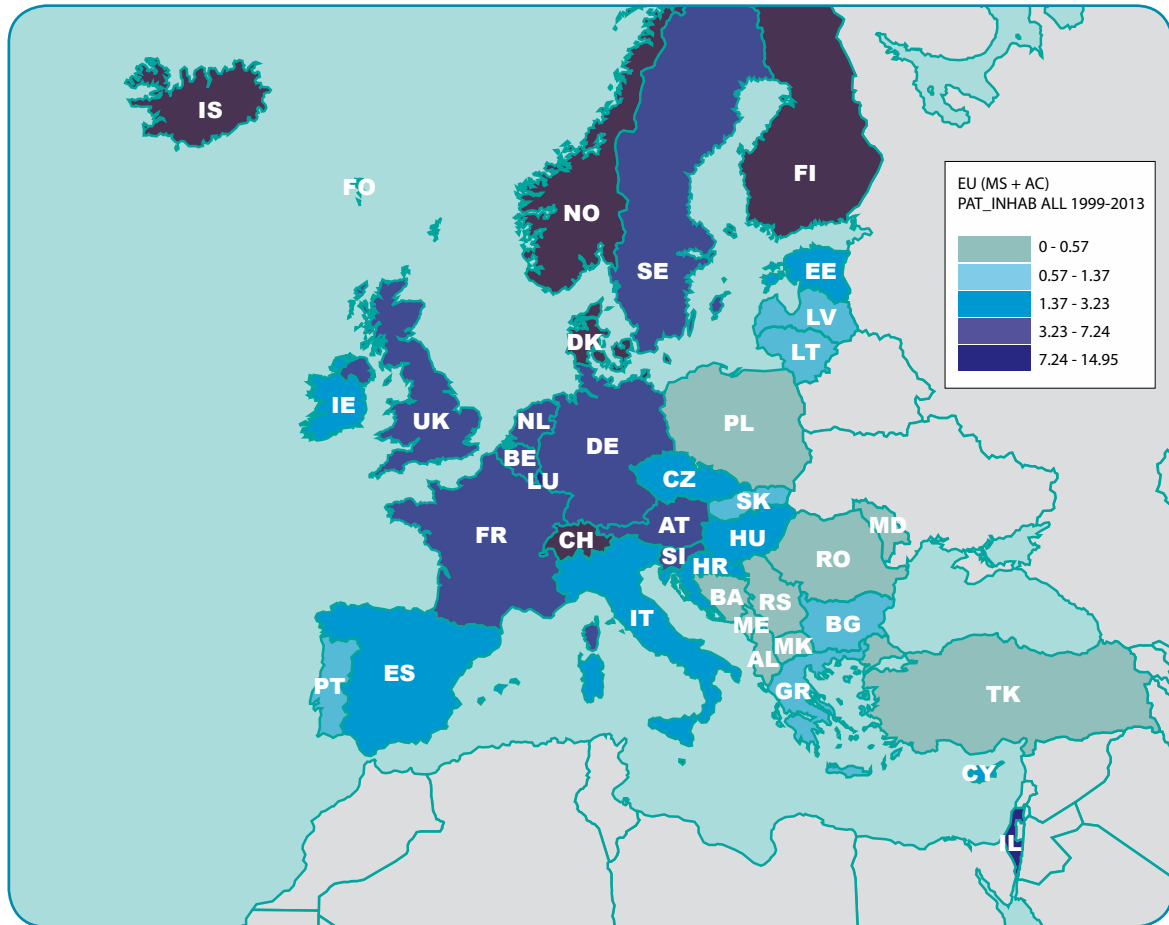 IS
FO
NO
SE
FI
EU (MS + AC)
PAT_INHAB ALL 1999-2013
0 - 0.57
0.57 - 1.37
1.37 - 3.23
3.23 - 7.24
7.24 - 14.95
EE
LV
LT
DK
IE
UK
NL
BE
LU
DE
PL
CZ
SK
FR
CH
AT
SI
HU
HR
MD
RO
BA
RS
ME
MK
AL
BG
IT
PT
ES
GR
TK
CY
IL